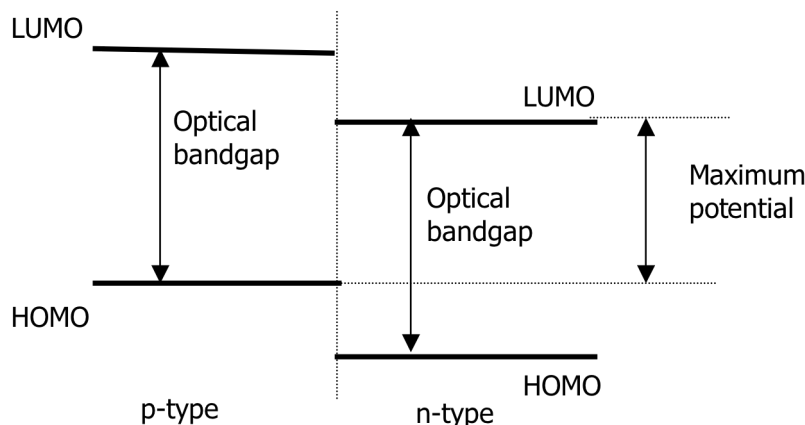 LUMO
Optical
bandgap
HOMO
p-type
LUMO
Optical
bandgap
HOMO
n-type
Maximum
potential